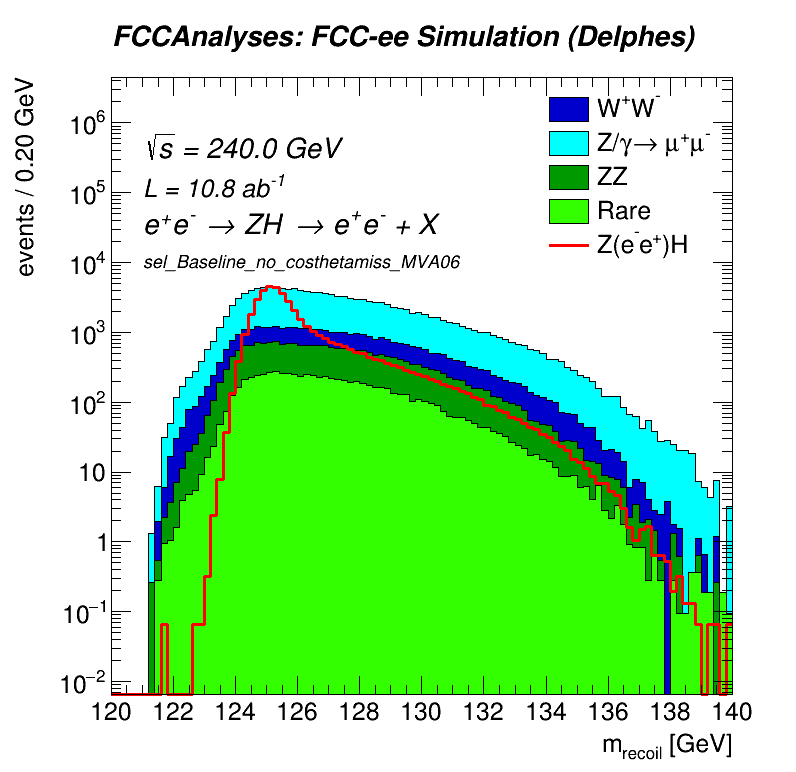 FCCAnalyses: FCC-ee Simulation (Delphes)
events / 0.20 GeV
10⁶
10⁵
10⁴
10³
10²
10
1
10⁻¹
10⁻²
√s = 240.0 GeV
L = 10.8 ab⁻¹
e⁺e⁻ → ZH → e⁺e⁻ + X
sel_Baseline_no_costhetamiss_MVA06
W⁺W⁻
Z/γ→ μ⁺μ⁻
ZZ
Rare
Z(e⁻e⁺)H
120 122 124 126 128 130 132 134 136 138 140
m_recoil [GeV]